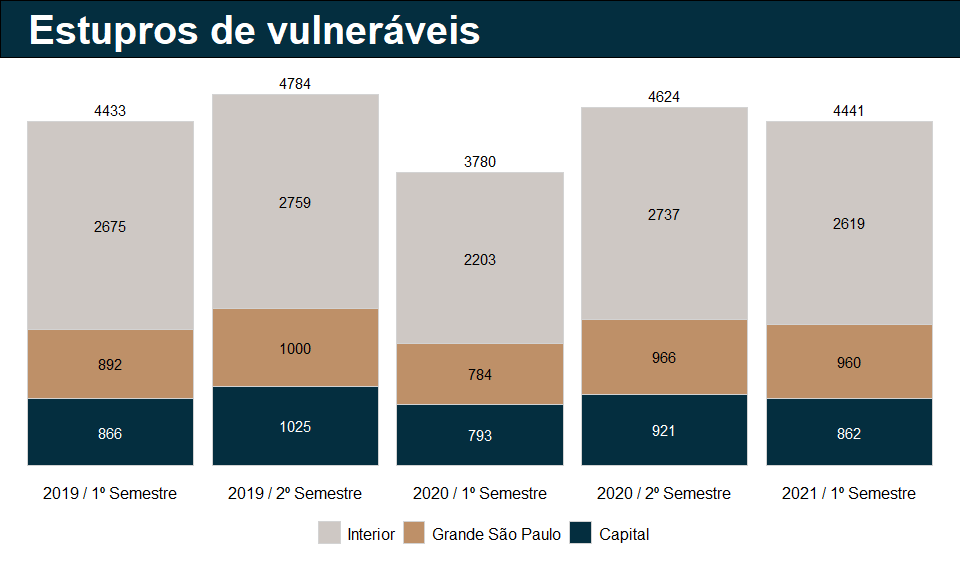 Estupros de vulneráveis
4433 4784 3780 4624 4441
2675 2759 2203 2737 2619
892 1000 784 966 960
866 1025 793 921 862
2019 / 1º Semestre 2019 / 2º Semestre 2020 / 1º Semestre 2020 / 2º Semestre 2021 / 1º Semestre
Interior Grande São Paulo Capital